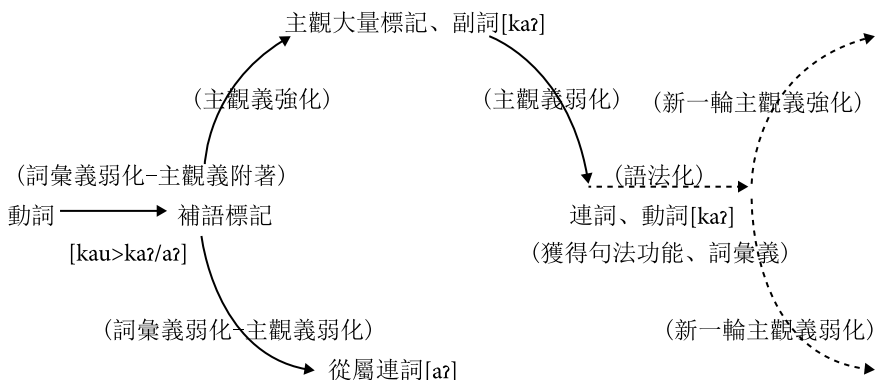 主觀大量標記、副詞[kaʔ]
(主觀義強化)
(主觀義弱化)
(新一輪主觀義強化)
(詞彙義弱化-主觀義附著)
(語法化)
動詞
補語標記
連詞、動詞[kaʔ]
[kau>kaʔ/aʔ]
(獲得句法功能、詞彙義)
(詞彙義弱化-主觀義弱化)
(新一輪主觀義弱化)
從屬連詞[aʔ]